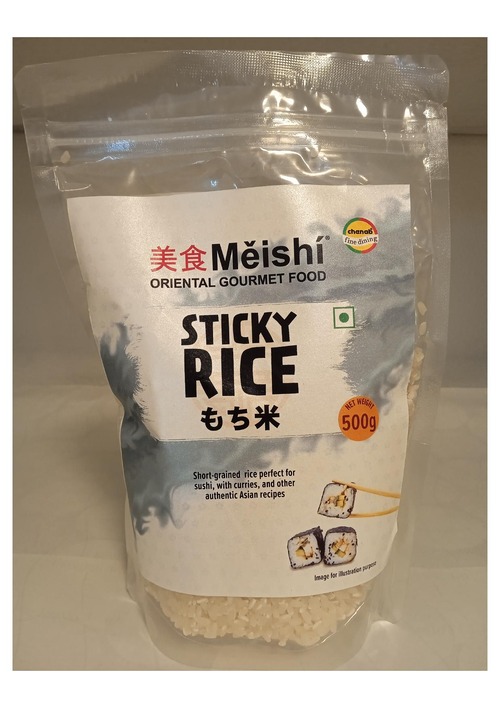 chenab
fine dining
美食 Měishí®
ORIENTAL GOURMET FOOD
STICKY
RICE
もち米
NET WEIGHT
500g
Short-grained rice perfect for
sushi, with curries, and other
authentic Asian recipes
Image for illustration purpose